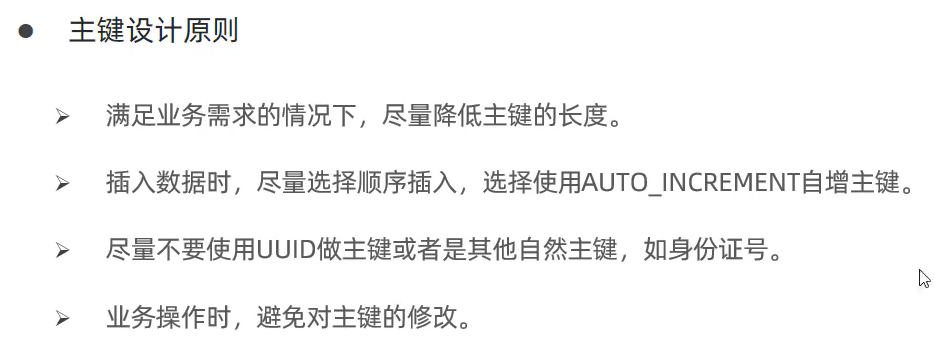 主键设计原则
满足业务需求的情况下，尽量降低主键的长度。
插入数据时，尽量选择顺序插入，选择使用AUTO_INCREMENT自增主键。
尽量不要使用UUID做主键或者是其他自然主键，如身份证号。
业务操作时，避免对主键的修改。